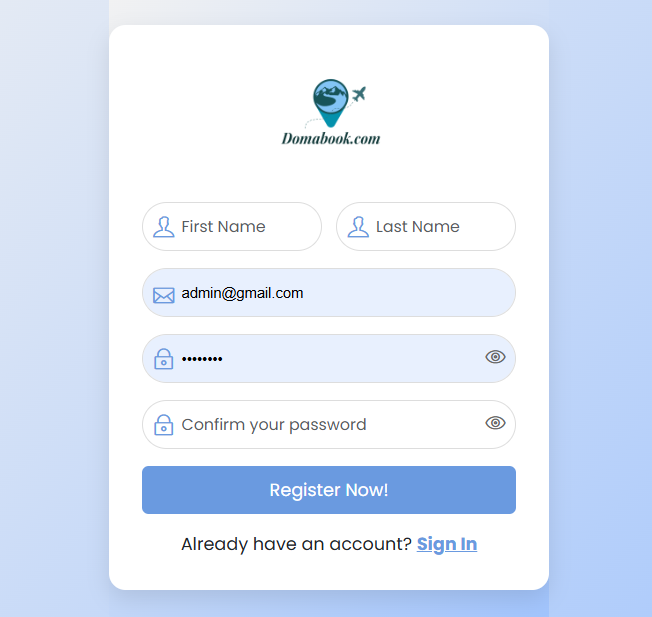 Domabook.com
First Name Last Name
admin@gmail.com
••••••••
Confirm your password
Register Now!
Already have an account? Sign In